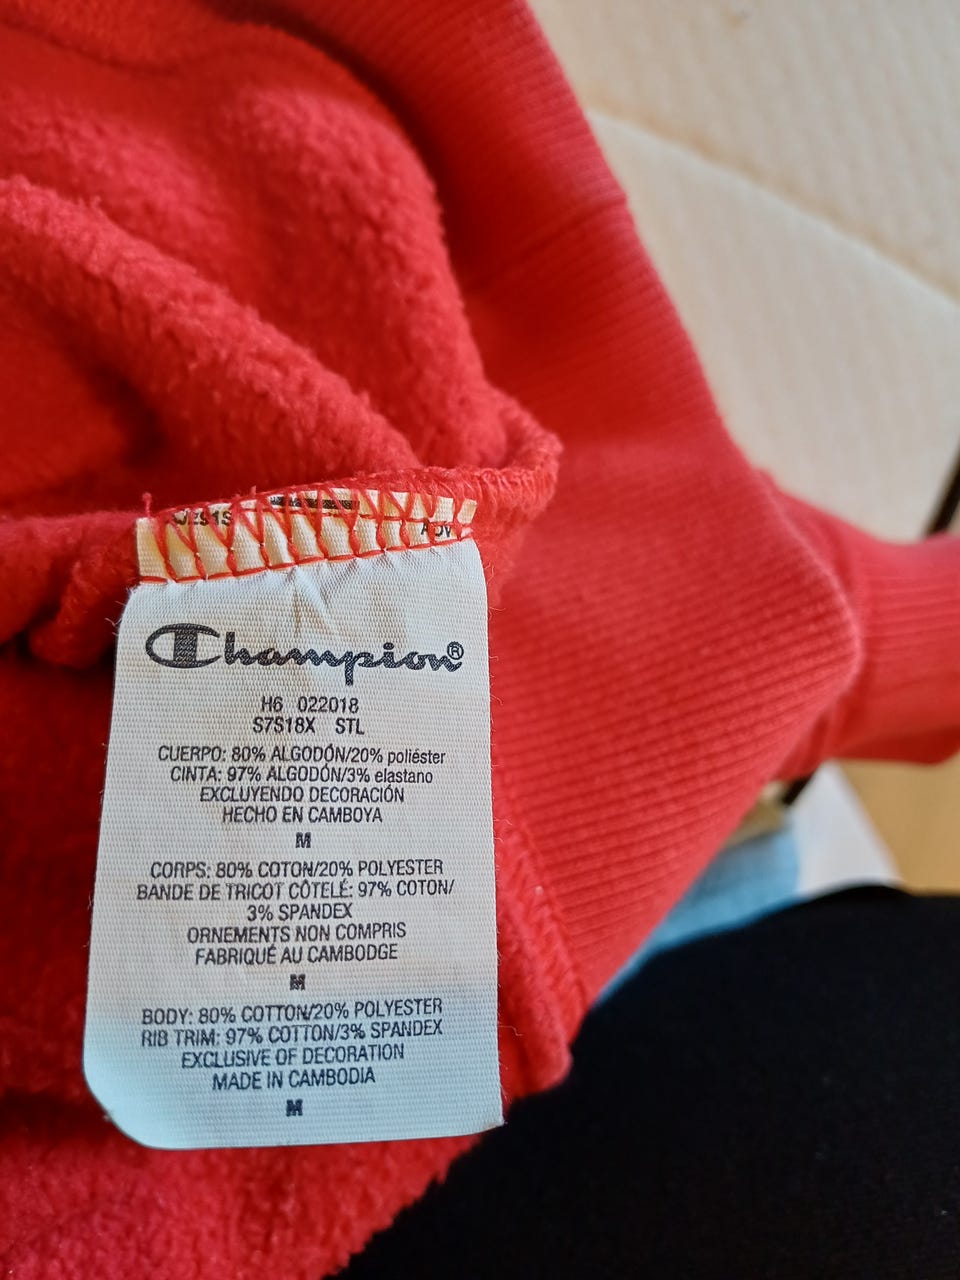 Champion®
H6 022018
S7S18X STL
CUERPO: 80% ALGODÓN/20% poliéster
CINTA: 97% ALGODÓN/3% elastano
EXCLUYENDO DECORACIÓN
HECHO EN CAMBOYA
M
CORPS: 80% COTON/20% POLYESTER
BANDE DE TRICOT CÔTELÉ: 97% COTON/
3% SPANDEX
ORNEMENTS NON COMPRIS
FABRIQUÉ AU CAMBODGE
M
BODY: 80% COTTON/20% POLYESTER
RIB TRIM: 97% COTTON/3% SPANDEX
EXCLUSIVE OF DECORATION
MADE IN CAMBODIA
M